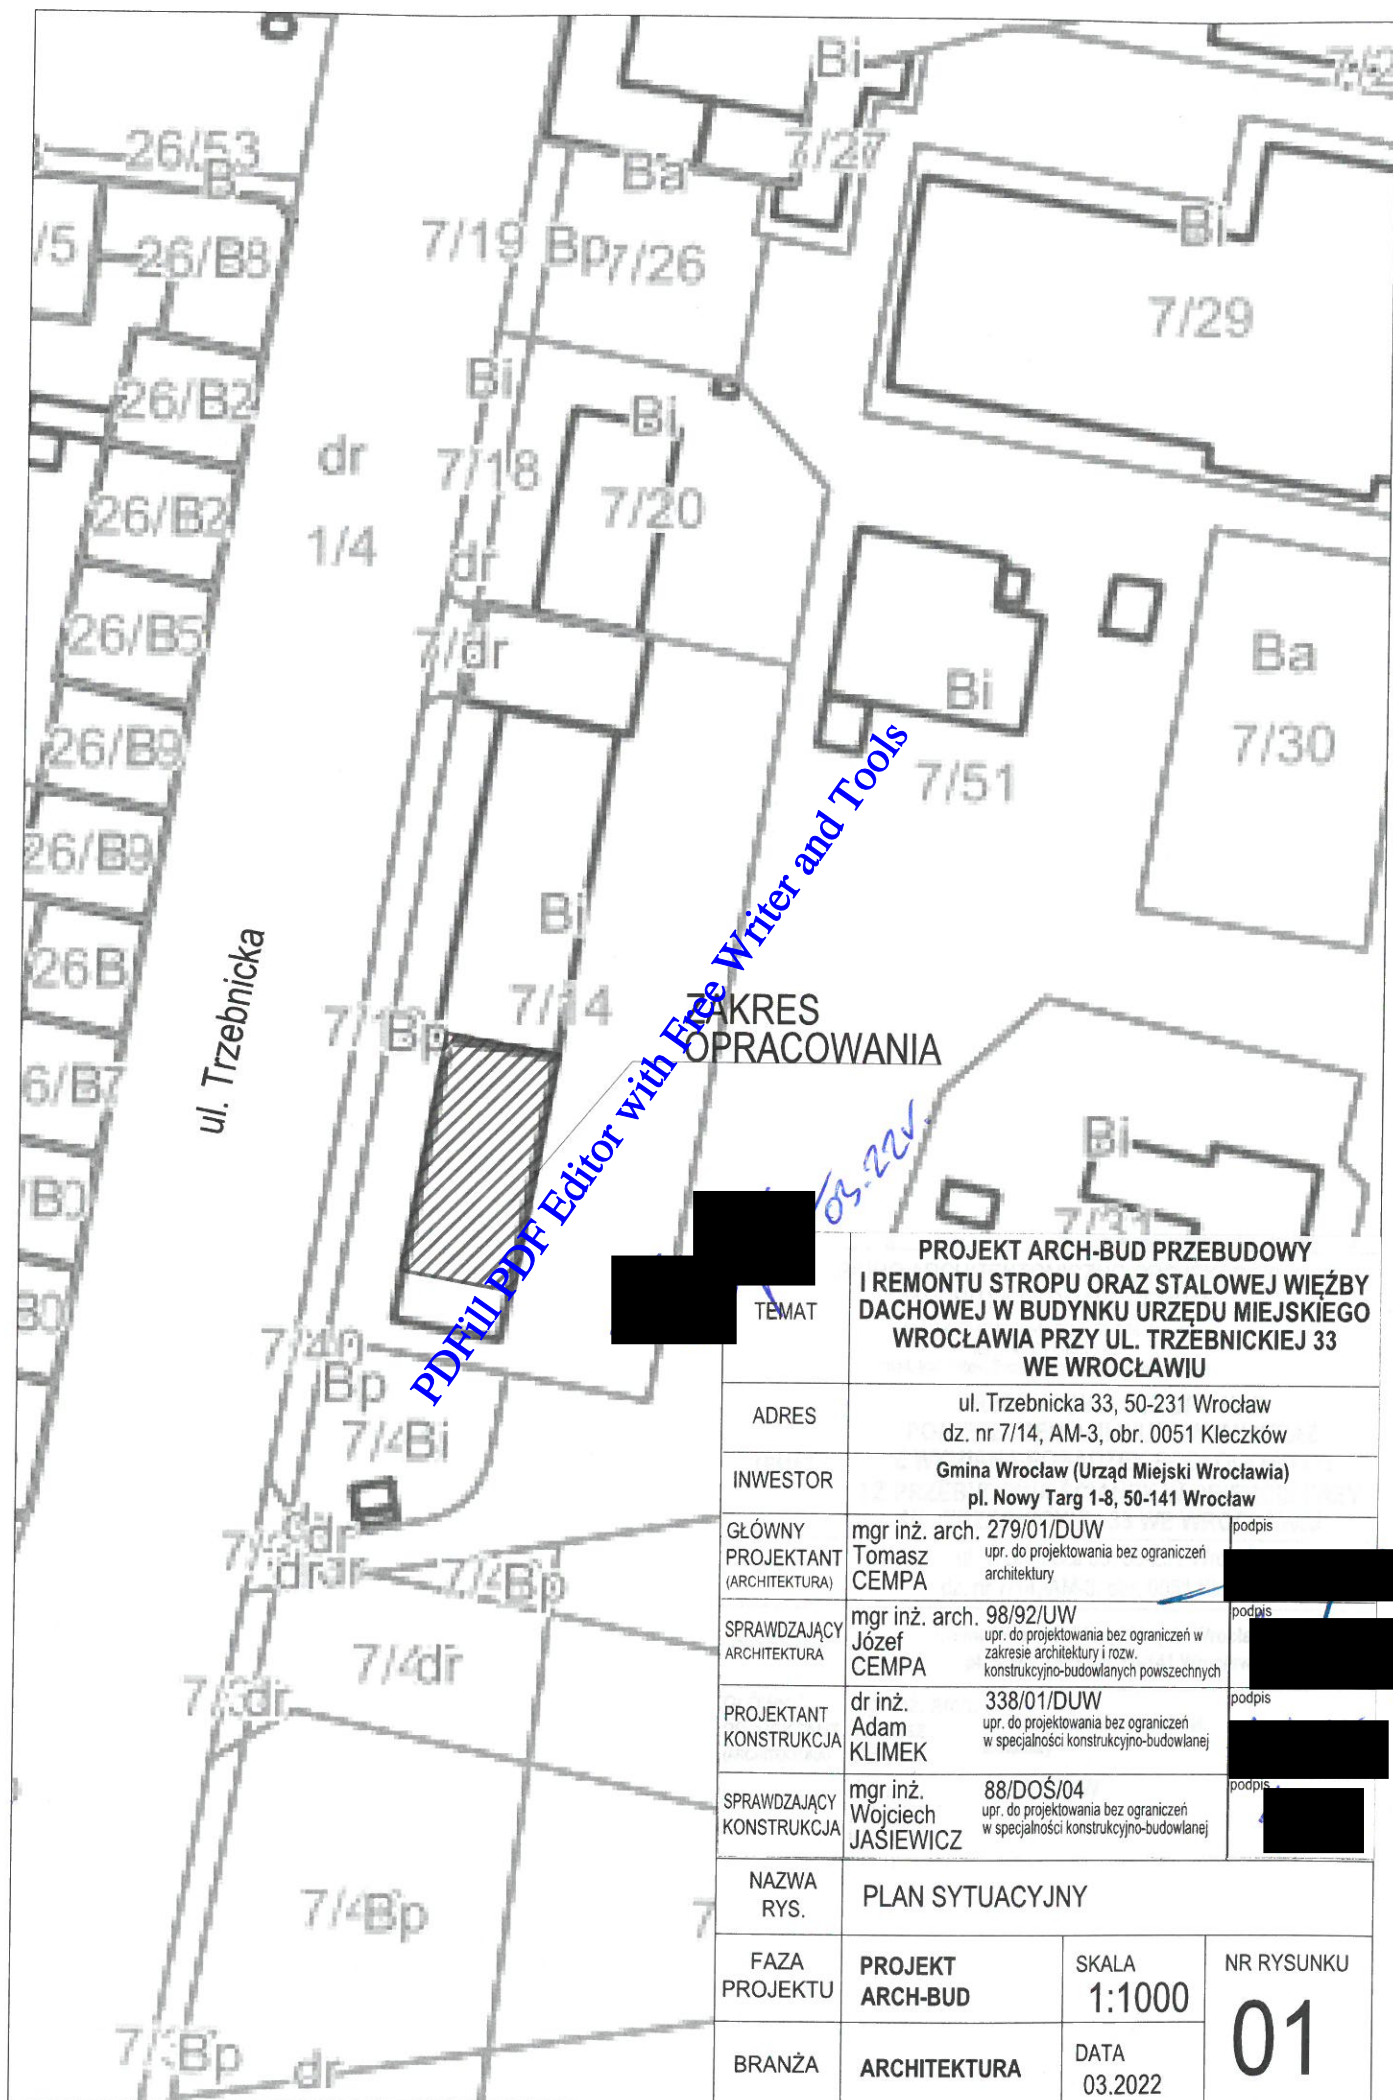 26/53
B
7/27
Bi
Ba
/5
26/B8
7/19
Bp
7/26
Bi
7/29
26/B2
Bi
Bi
dr
7/18
7/20
26/B2
1/4
dr
26/B5
7/dr
Ba
Bi
26/B9
7/30
7/51
26/B9
Bi
26B
ul. Trzebnicka
Bp
7/14
ZAKRES
OPRACOWANIA
6/B7
Bi
03.22r.
7/31
PDFill PDF Editor with Free Writer and Tools
Bp
7/4Bi
7/4Bp
7/4dr
7/3dr
7/4Bp
Bp
dr
TEMAT
PROJEKT ARCH-BUD PRZEBUDOWY
I REMONTU STROPU ORAZ STALOWEJ WIĘŹBY
DACHOWEJ W BUDYNKU URZĘDU MIEJSKIEGO
WROCŁAWIA PRZY UL. TRZEBNICKIEJ 33
WE WROCŁAWIU
ADRES
ul. Trzebnicka 33, 50-231 Wrocław
dz. nr 7/14, AM-3, obr. 0051 Kleczków
INWESTOR
Gmina Wrocław (Urząd Miejski Wrocławia)
pl. Nowy Targ 1-8, 50-141 Wrocław
GŁÓWNY
PROJEKTANT
(ARCHITEKTURA)
mgr inż. arch. 279/01/DUW
Tomasz
CEMPA
upr. do projektowania bez ograniczeń
architektury
podpis
SPRAWDZAJĄCY
ARCHITEKTURA
mgr inż. arch. 98/92/UW
Józef
CEMPA
upr. do projektowania bez ograniczeń w
zakresie architektury i rozw.
konstrukcyjno-budowlanych powszechnych
podpis
PROJEKTANT
KONSTRUKCJA
dr inż. 338/01/DUW
Adam
KLIMEK
upr. do projektowania bez ograniczeń
w specjalności konstrukcyjno-budowlanej
podpis
SPRAWDZAJĄCY
KONSTRUKCJA
mgr inż. 88/DOŚ/04
Wojciech
JAŚIEWICZ
upr. do projektowania bez ograniczeń
w specjalności konstrukcyjno-budowlanej
podpis
NAZWA
RYS.
PLAN SYTUACYJNY
FAZA
PROJEKTU
PROJEKT
ARCH-BUD
SKALA
1:1000
NR RYSUNKU
01
BRANŻA
ARCHITEKTURA
DATA
03.2022